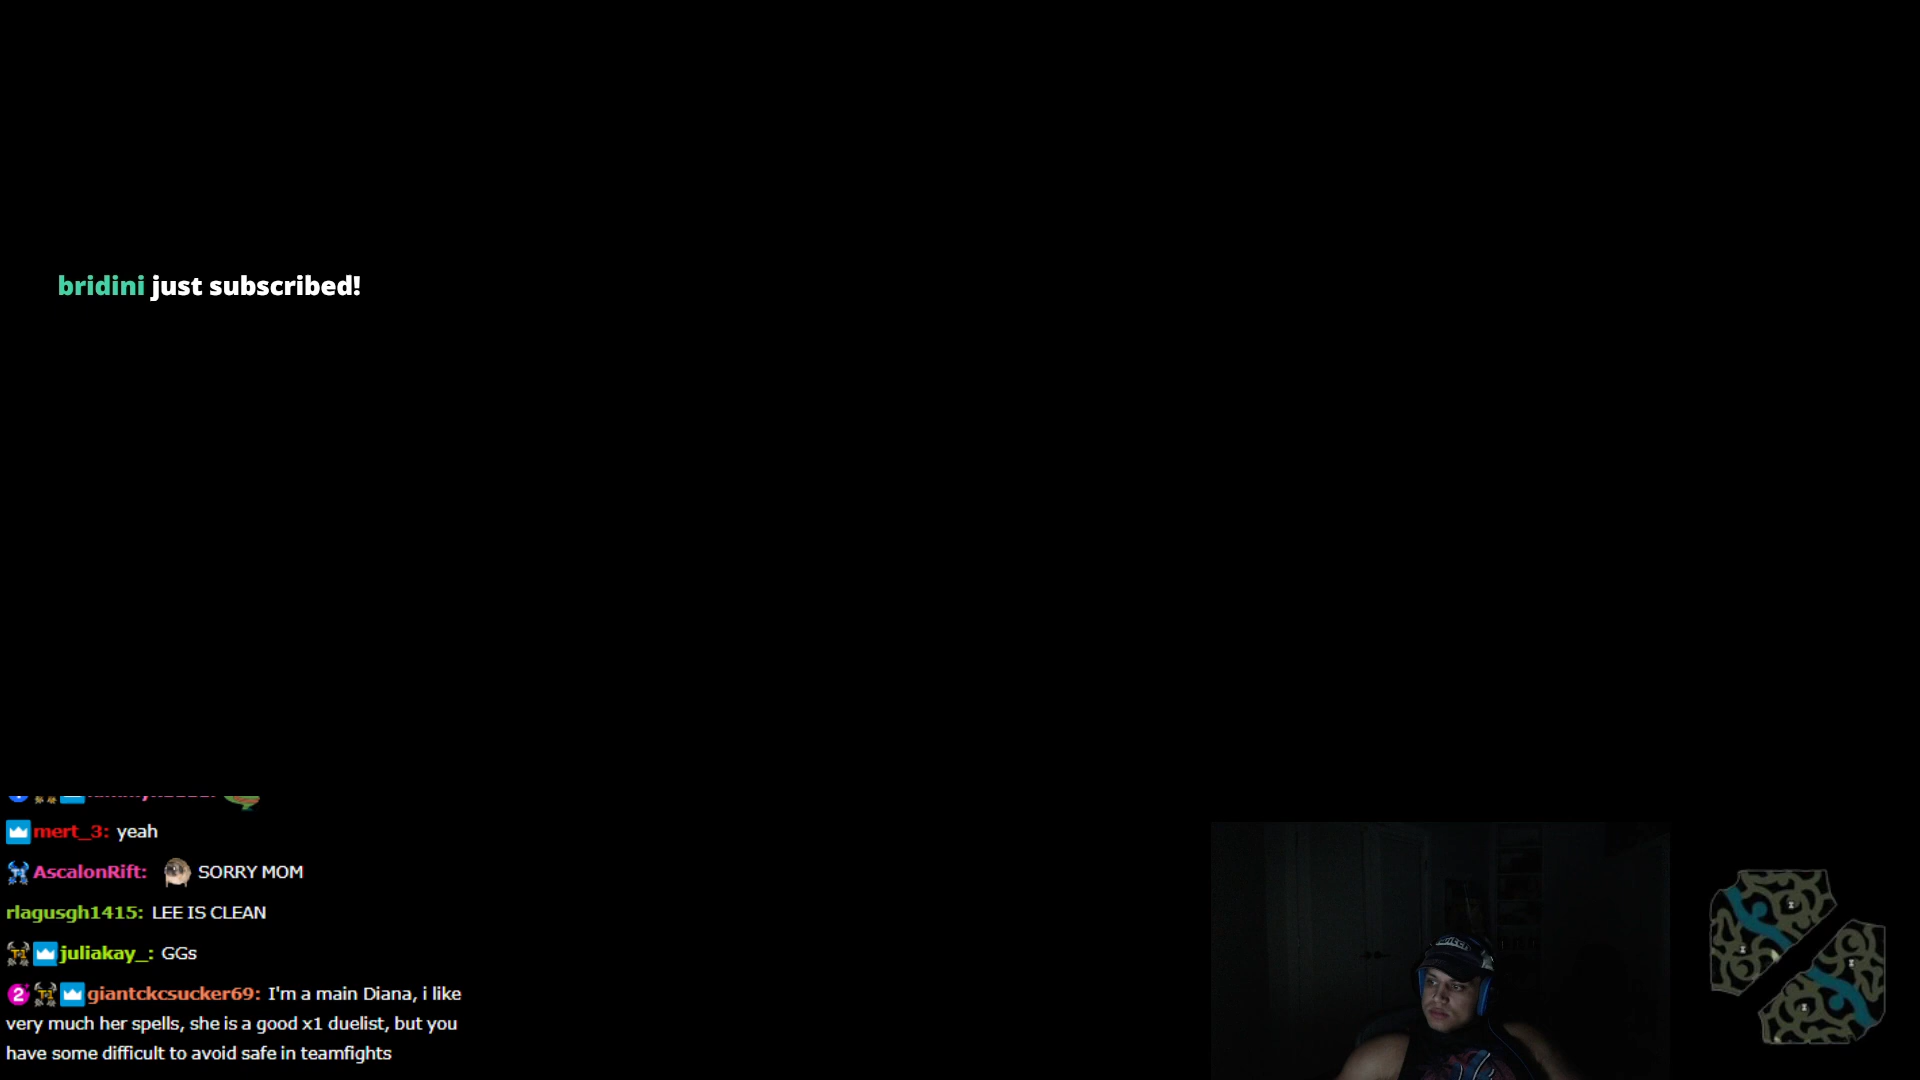 bridini just subscribed!
mert_3: yeah
AscalonRift: SORRY MOM
rlagusgh1415: LEE IS CLEAN
juliakay_: GGs
giantckcsucker69: I'm a main Diana, i like
very much her spells, she is a good x1 duelist, but you
have some difficult to avoid safe in teamfights